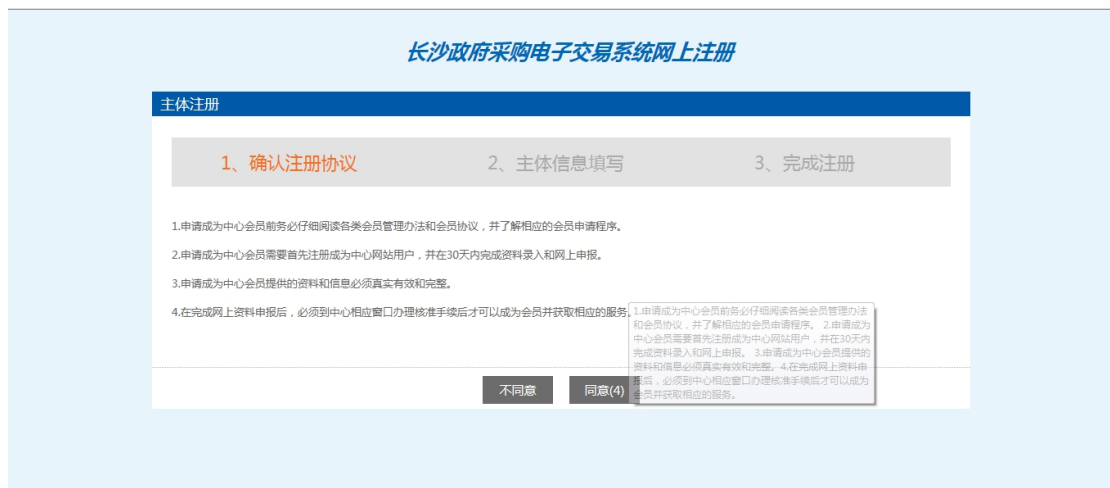 长沙政府采购电子交易系统网上注册
主体注册
1、确认注册协议 2、主体信息填写 3、完成注册
1.申请成为中心会员前务必仔细阅读各类会员管理办法和会员协议，并了解相应的会员申请程序。
2.申请成为中心会员需要首先注册成为中心网站用户，并在30天内完成资料录入和网上申报。
3.申请成为中心会员提供的资料和信息必须真实有效和完整。
4.在完成网上资料申报后，必须到中心相应窗口办理核准手续后才可以成为会员并获取相应的服务。
1.申请成为中心会员前务必仔细阅读各类会员管理办法
和会员协议，并了解相应的会员申请程序。 2.申请成为
中心会员需要首先注册成为中心网站用户，并在30天内
完成资料录入和网上申报。 3.申请成为中心会员提供的
资料和信息必须真实有效和完整。4.在完成网上资料申
报后，必须到中心相应窗口办理核准手续后才可以成为
会员并获取相应的服务。
不同意 同意(4)